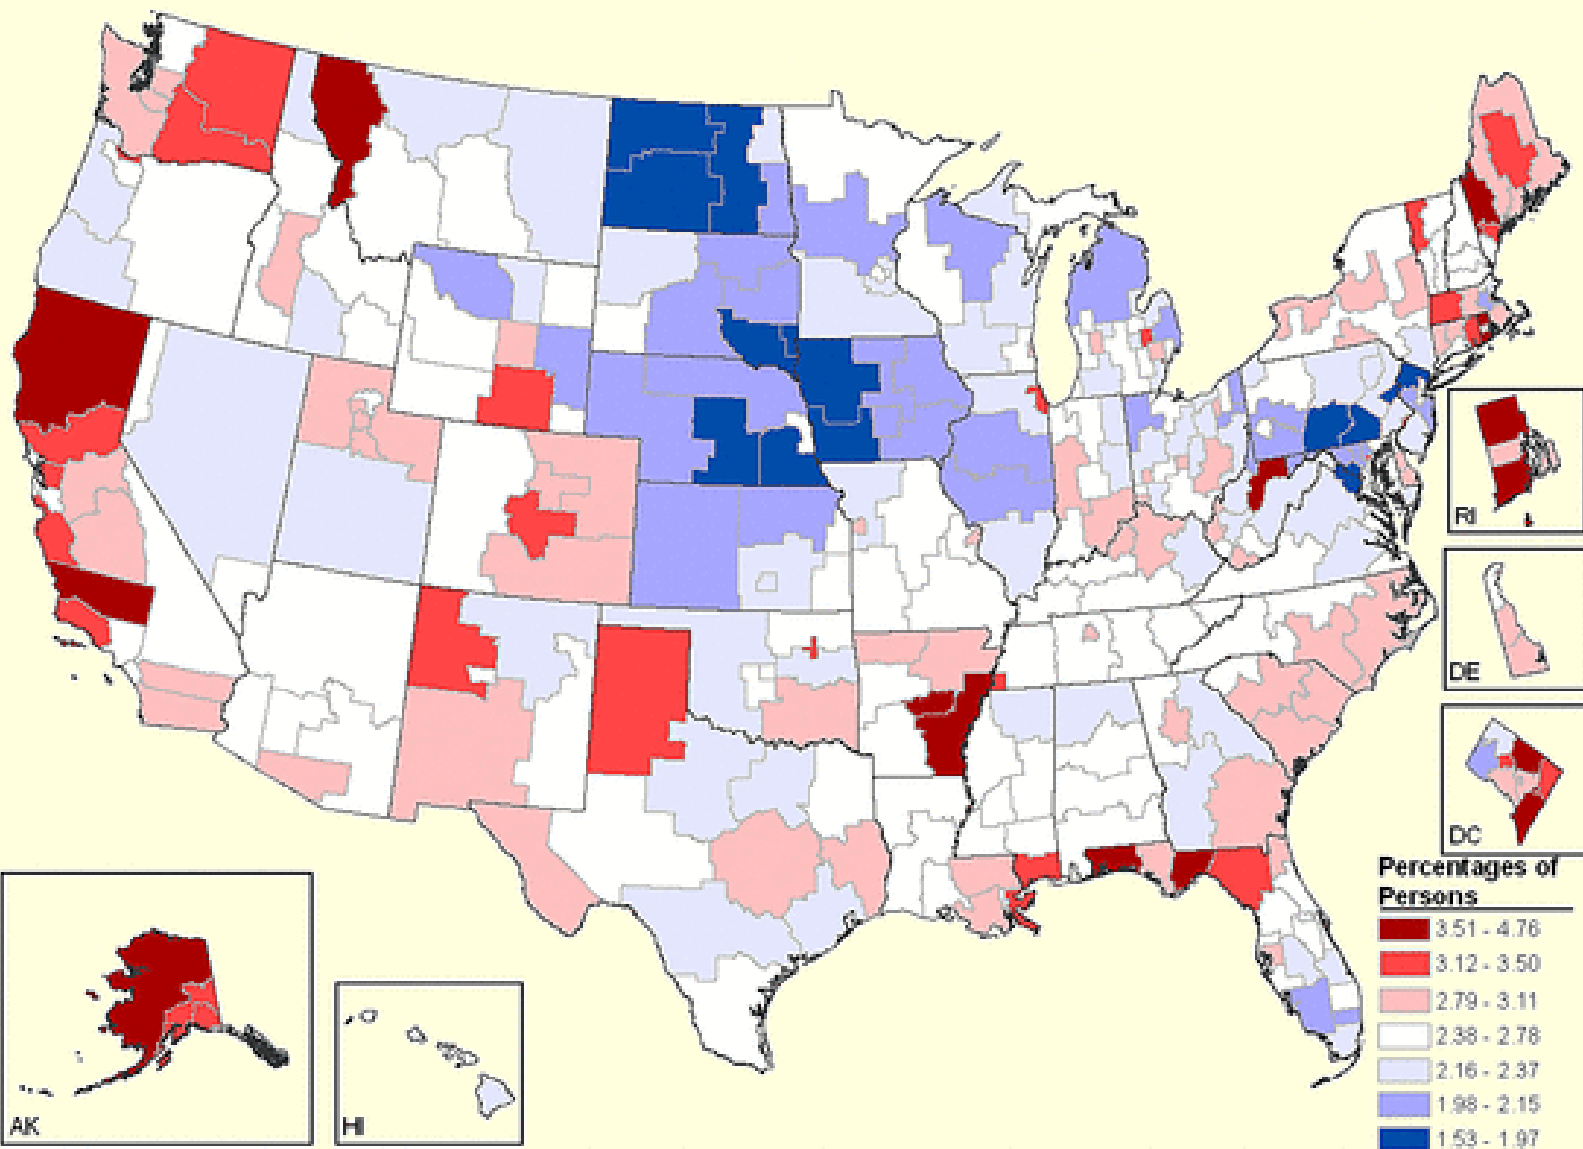 RI
DE
DC
AK
HI
Percentages of
Persons
3.51 - 4.76
3.12 - 3.50
2.79 - 3.11
2.38 - 2.78
2.16 - 2.37
1.98 - 2.15
1.53 - 1.97